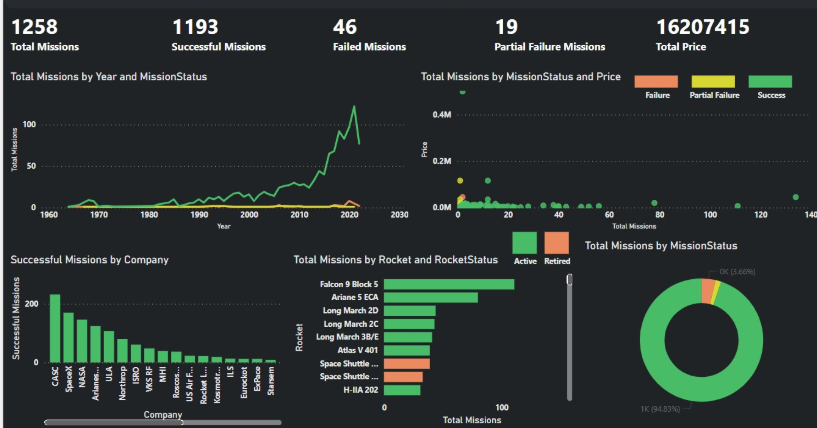 1258
Total Missions
1193
Successful Missions
46
Failed Missions
19
Partial Failure Missions
16207415
Total Price
Total Missions by Year and MissionStatus
Total Missions
100
50
0
1960 1970 1980 1990 2000 2010 2020 2030
Year
Total Missions by MissionStatus and Price
Failure
Partial Failure
Success
Price
0.4M
0.2M
0.0M
0 20 40 60 80 100 120 140
Total Missions
Successful Missions by Company
Successful Missions
200
0
CASC
SpaceX
NASA
Arianes...
ULA
Northrop
ISRO
VKS RF
MHI
Roscos...
US Air F...
Rocket L...
Kosmotr...
ILS
Eurockot
ExPace
Starsem
Company
Total Missions by Rocket and RocketStatus
Active
Retired
Rocket
Falcon 9 Block 5
Ariane 5 ECA
Long March 2D
Long March 2C
Long March 3B/E
Atlas V 401
Space Shuttle ...
Space Shuttle ...
H-IIA 202
0 100
Total Missions
Total Missions by MissionStatus
0K (3.66%)
1K (94.83%)